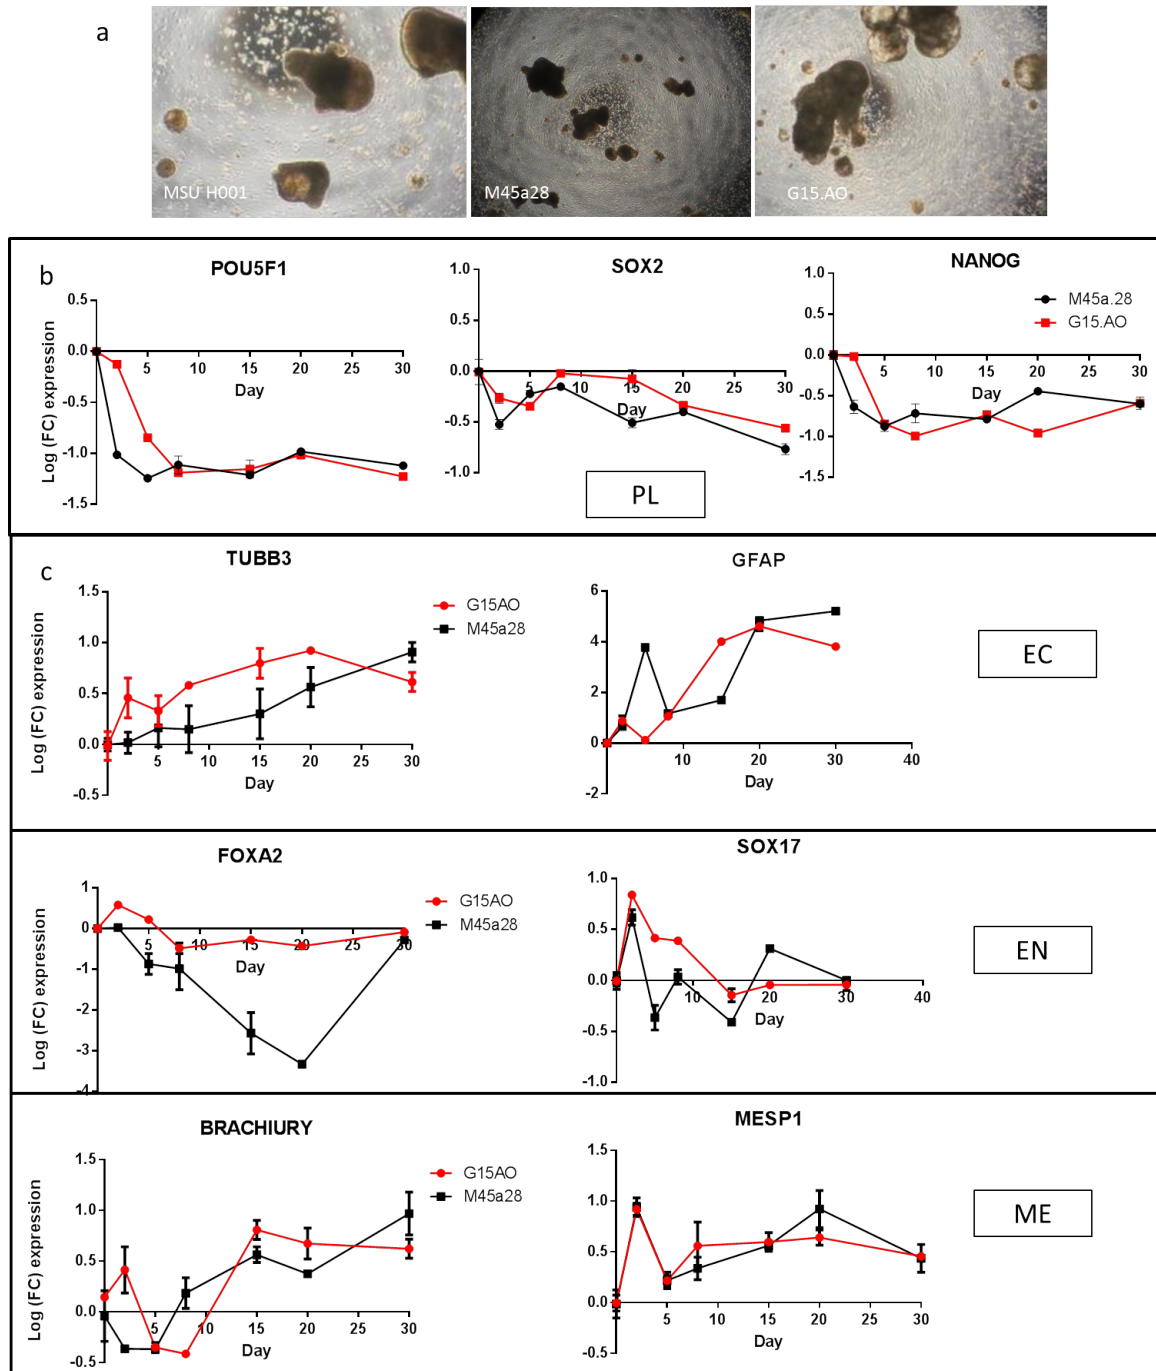 a
MSU H001
M45a28
G15.AO
b
POU5F1
SOX2
NANOG
M45a.28
G15.AO
Log (FC) expression
0.5
0.0
-0.5
-1.0
-1.5
5 10 15 20 30
Day
1.0
0.5
0.0
-0.5
-1.0
5 10 15 20 30
Day
1.0
0.5
0.0
-0.5
-1.0
-1.5
5 10 15 20 30
Day
PL
c
TUBB3
GFAP
G15AO
M45a28
Log (FC) expression
1.5
1.0
0.5
0.0
-0.5
5 10 15 20 25 30
Day
6
4
2
0
-2
10 20 30 40
Day
EC
FOXA2
SOX17
G15AO
M45a28
Log (FC) expression
1
0
-1
-2
-3
-4
5 10 15 20 25 30
Day
1.0
0.5
0.0
-0.5
-1.0
10 20 30 40
Day
EN
BRACHIURY
MESP1
G15AO
M45a28
Log (FC) expression
1.5
1.0
0.5
0.0
-0.5
5 10 15 20 25 30
Day
1.5
1.0
0.5
0.0
-0.5
5 10 15 20 25 30
Day
ME